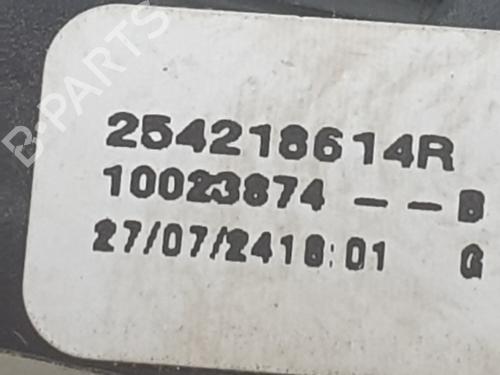 B-PARTS
254218614R
10023874 -- B
27/07/24 18:01 G